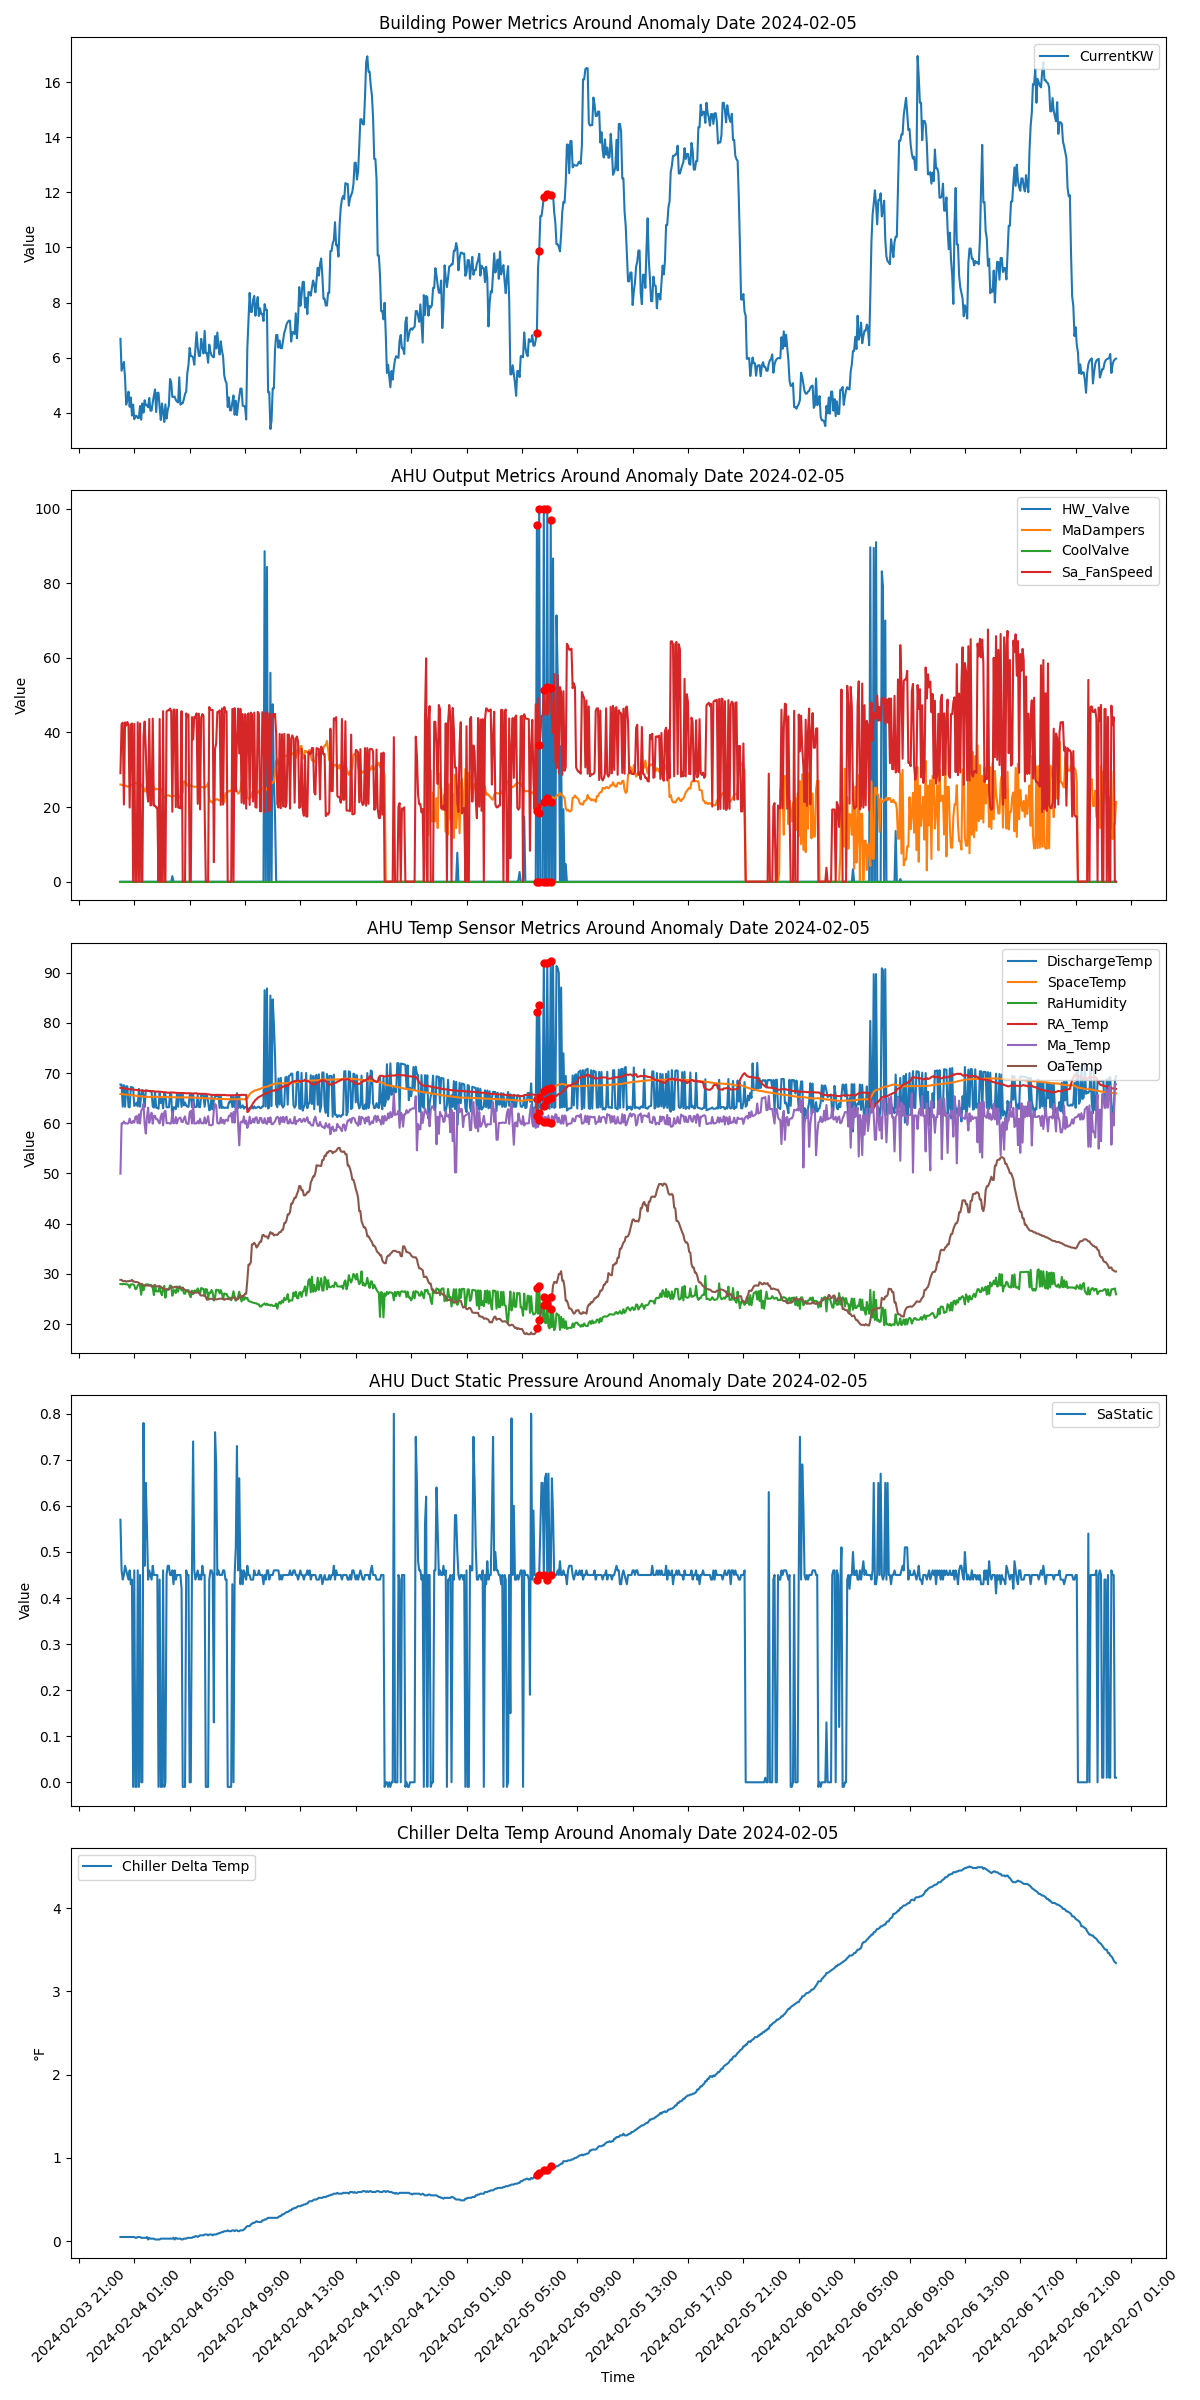 Building Power Metrics Around Anomaly Date 2024-02-05
CurrentKW
16
14
12
10
8
6
4
Value
AHU Output Metrics Around Anomaly Date 2024-02-05
HW_Valve
MaDampers
CoolValve
Sa_FanSpeed
100
80
60
40
20
0
Value
AHU Temp Sensor Metrics Around Anomaly Date 2024-02-05
DischargeTemp
SpaceTemp
RaHumidity
RA_Temp
Ma_Temp
OaTemp
90
80
70
60
50
40
30
20
Value
AHU Duct Static Pressure Around Anomaly Date 2024-02-05
SaStatic
0.8
0.7
0.6
0.5
0.4
0.3
0.2
0.1
0.0
Value
Chiller Delta Temp Around Anomaly Date 2024-02-05
Chiller Delta Temp
4
3
2
1
0
°F
2024-02-03 21:00
2024-02-04 01:00
2024-02-04 05:00
2024-02-04 09:00
2024-02-04 13:00
2024-02-04 17:00
2024-02-04 21:00
2024-02-05 01:00
2024-02-05 05:00
2024-02-05 09:00
2024-02-05 13:00
2024-02-05 17:00
2024-02-05 21:00
2024-02-06 01:00
2024-02-06 05:00
2024-02-06 09:00
2024-02-06 13:00
2024-02-06 17:00
2024-02-06 21:00
2024-02-07 01:00
Time